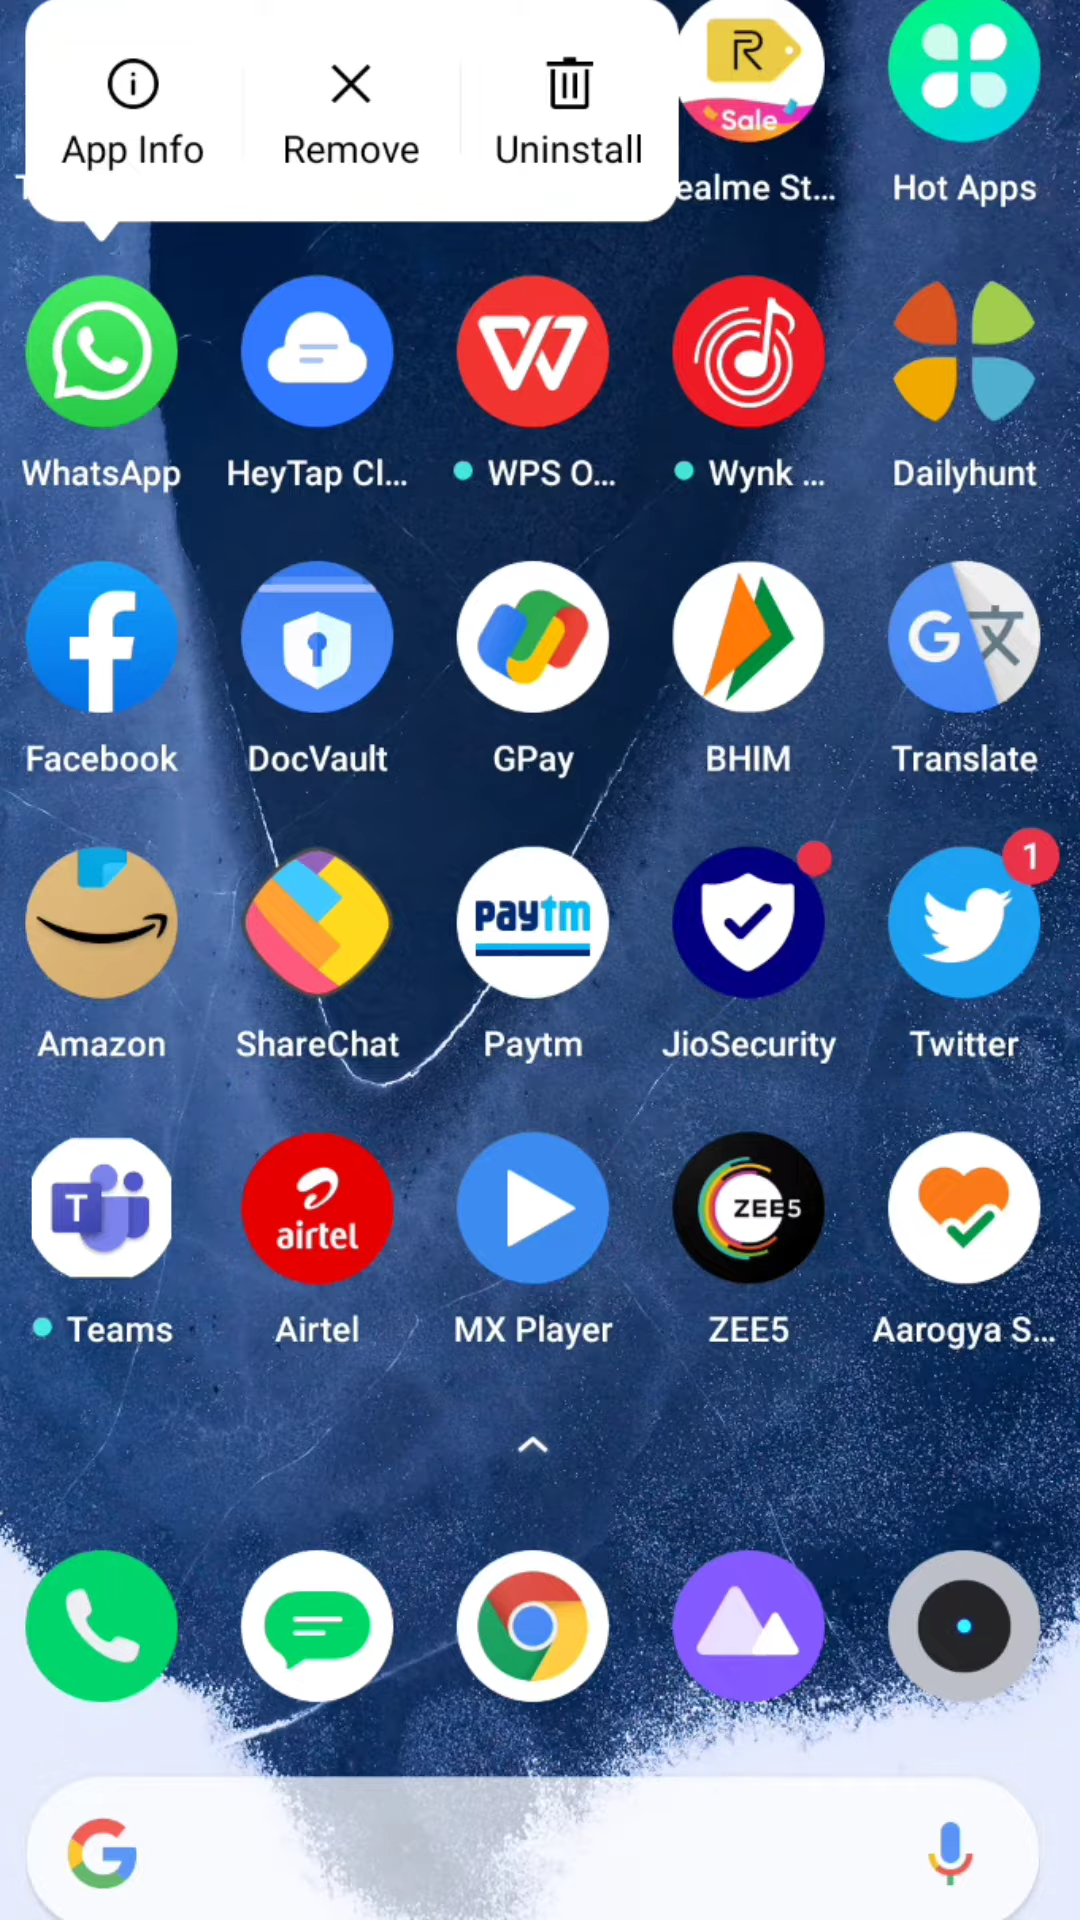 App Info Remove Uninstall
R
Sale
ealme St... Hot Apps
WhatsApp HeyTap Cl... WPS O... Wynk ... Dailyhunt
G 文
Facebook DocVault GPay BHIM Translate
paytm
1
Amazon ShareChat Paytm JioSecurity Twitter
T
airtel
ZEE5
Teams Airtel MX Player ZEE5 Aarogya S...